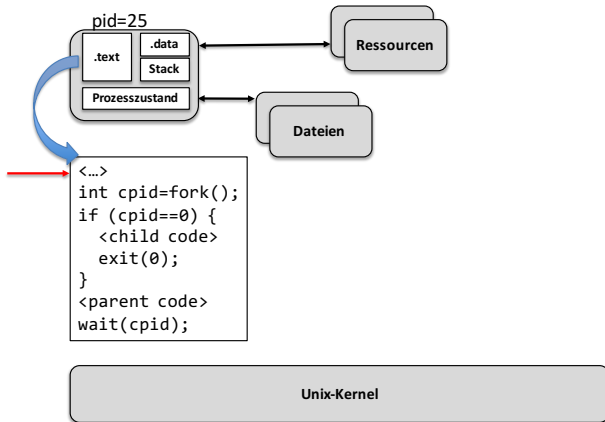 pid=25
.text
.data
Stack
Prozesszustand
Ressourcen
Dateien
<…>
int cpid=fork();
if (cpid==0) {
  <child code>
  exit(0);
}
<parent code>
wait(cpid);
Unix-Kernel